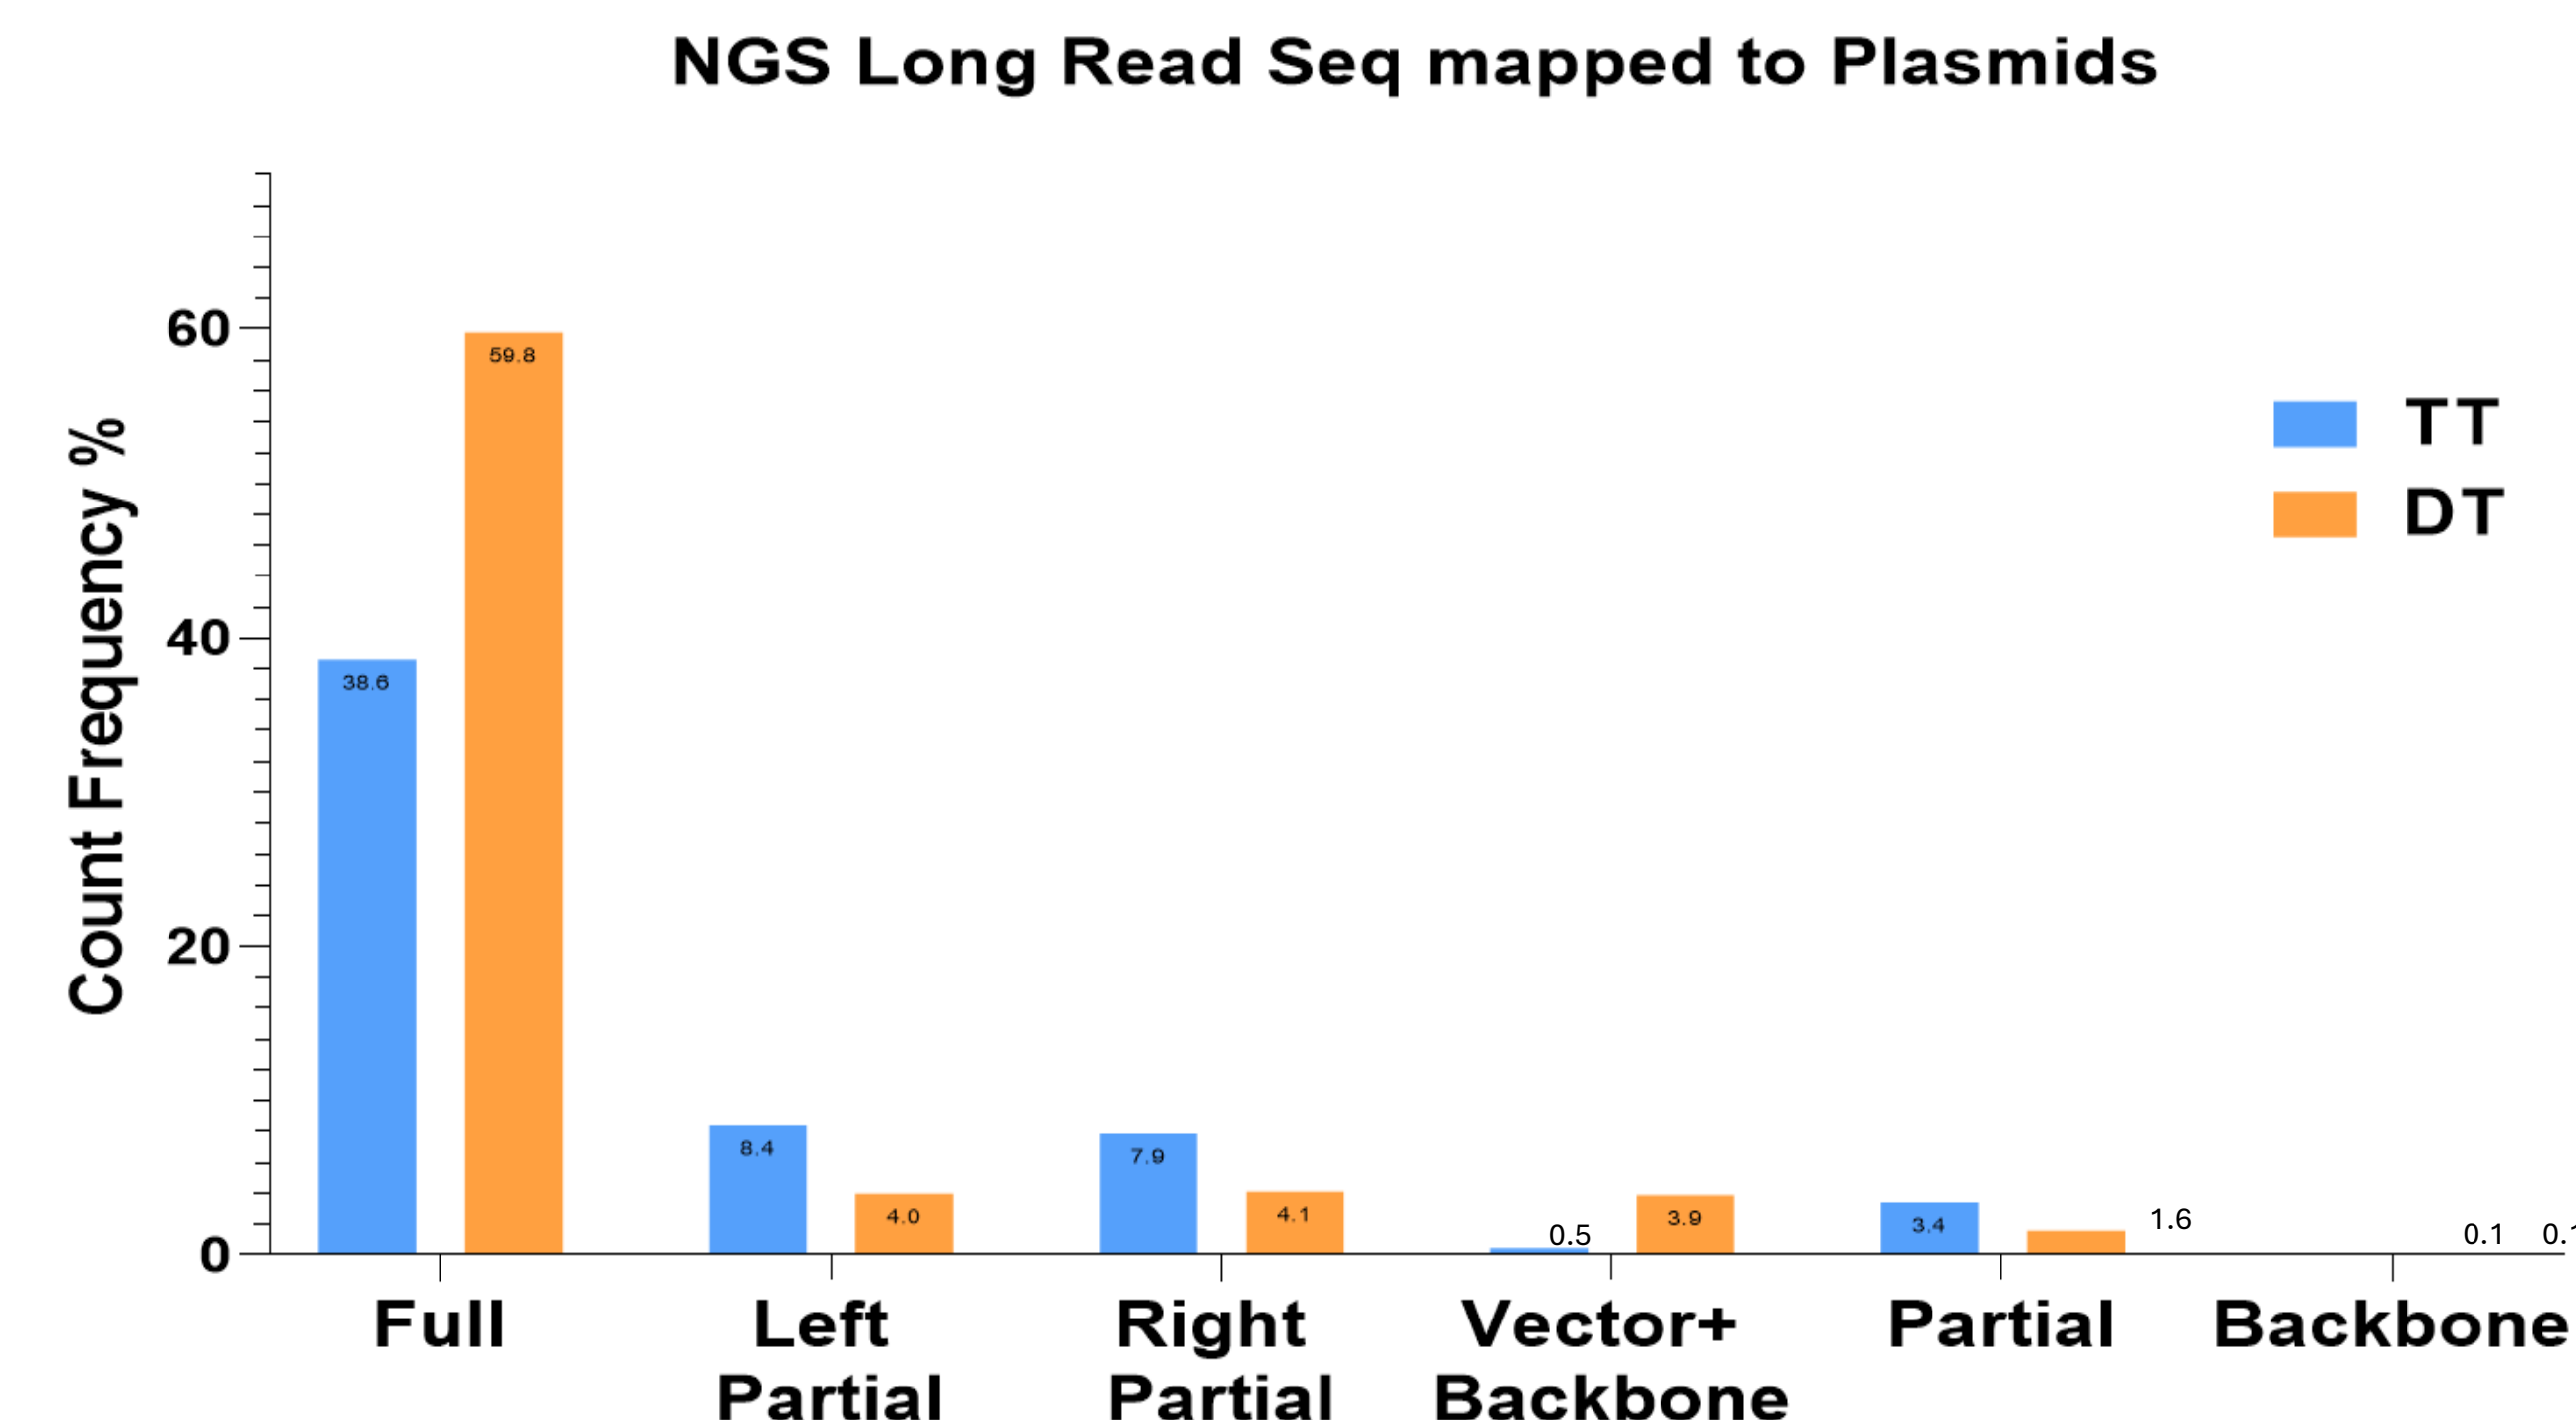 NGS Long Read Seq mapped to Plasmids
Count Frequency %
60
40
20
0
38.6
59.8
8.4
4.0
7.9
4.1
0.5
3.9
3.4
1.6
0.1
TT
DT
Full
Left
Partial
Right
Partial
Vector+
Backbone
Partial
Backbone